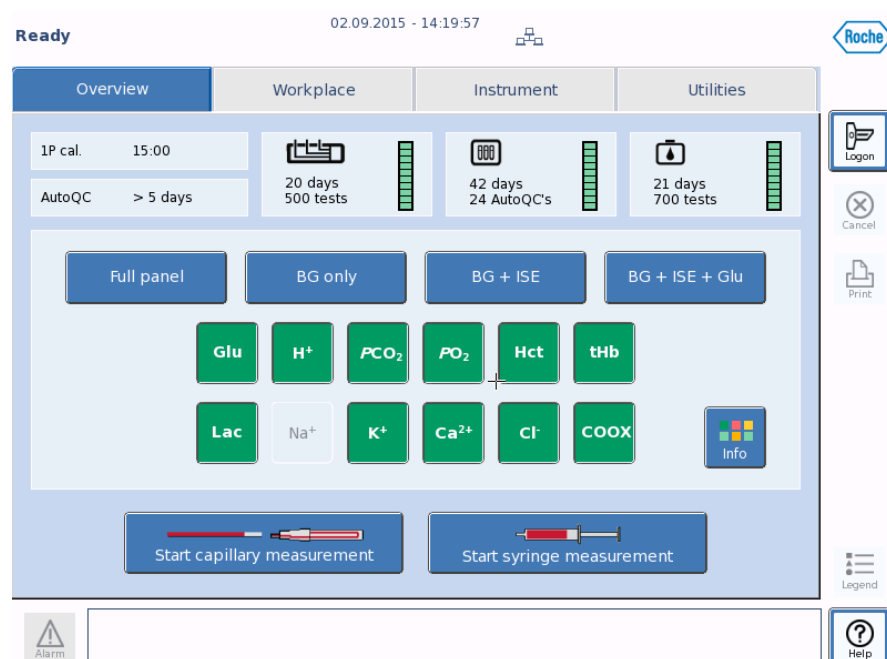 Ready
02.09.2015 - 14:19:57
Roche
Overview
Workplace
Instrument
Utilities
1P cal. 15:00
AutoQC > 5 days
20 days
500 tests
42 days
24 AutoQC's
21 days
700 tests
Logon
Cancel
Print
Full panel
BG only
BG + ISE
BG + ISE + Glu
Glu
H⁺
PCO₂
PO₂
Hct
tHb
Lac
Na⁺
K⁺
Ca²⁺
Cl⁻
COOX
Info
Start capillary measurement
Start syringe measurement
Legend
Alarm
Help